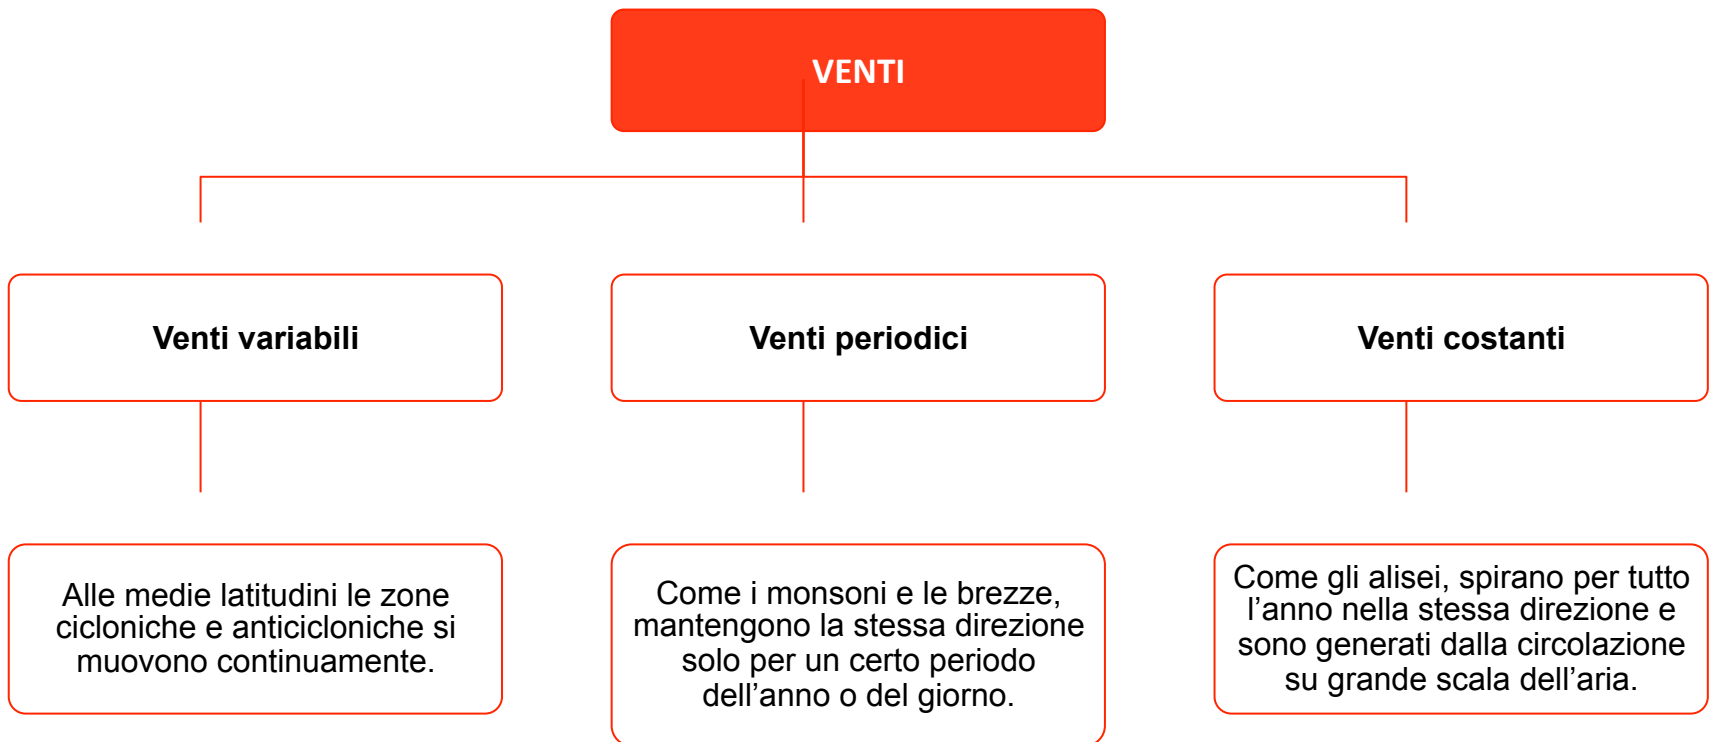 VENTI
Venti variabili
Venti periodici
Venti costanti
Alle medie latitudini le zone
cicloniche e anticicloniche si
muovono continuamente.
Come i monsoni e le brezze,
mantengono la stessa direzione
solo per un certo periodo
dell’anno o del giorno.
Come gli alisei, spirano per tutto
l’anno nella stessa direzione e
sono generati dalla circolazione
su grande scala dell’aria.